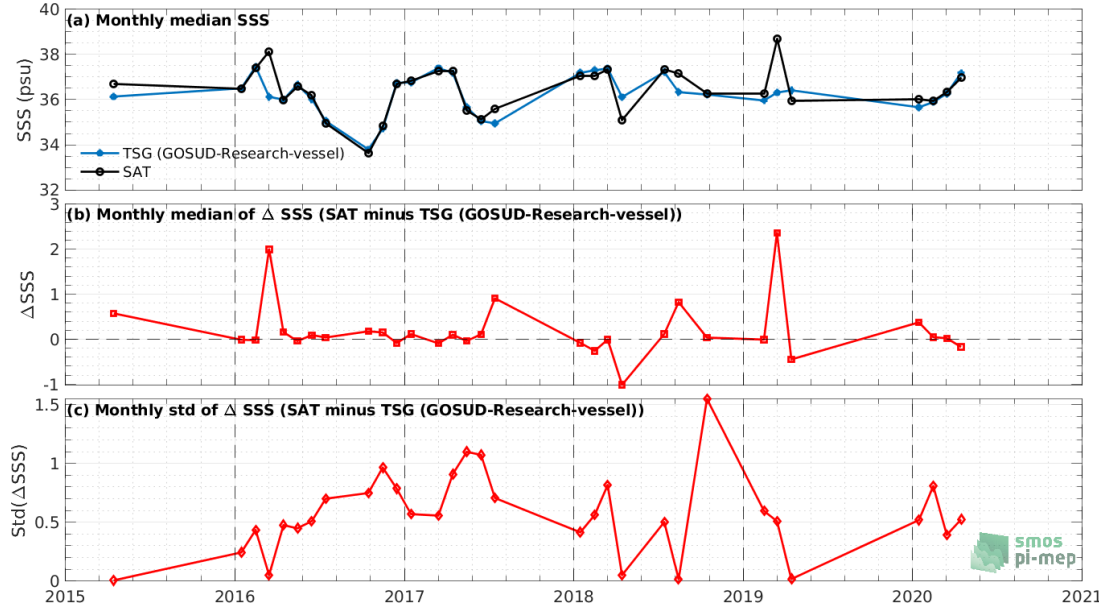 40
(a) Monthly median SSS
38
36
34
32
SSS (psu)
TSG (GOSUD-Research-vessel)
SAT
3
(b) Monthly median of Δ SSS (SAT minus TSG (GOSUD-Research-vessel))
2
1
0
-1
ΔSSS
1.5
(c) Monthly std of Δ SSS (SAT minus TSG (GOSUD-Research-vessel))
1
0.5
0
Std(ΔSSS)
smos
pi-mep
2015 2016 2017 2018 2019 2020 2021